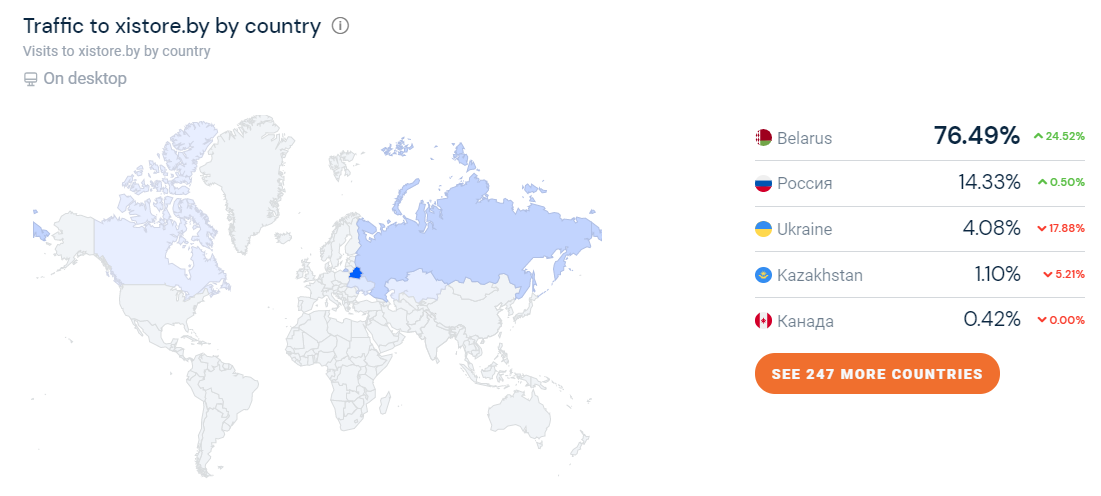 Traffic to xistore.by by country
Visits to xistore.by by country
On desktop
Belarus 76.49% 24.52%
Россия 14.33% 0.50%
Ukraine 4.08% 17.88%
Kazakhstan 1.10% 5.21%
Канада 0.42% 0.00%
SEE 247 MORE COUNTRIES